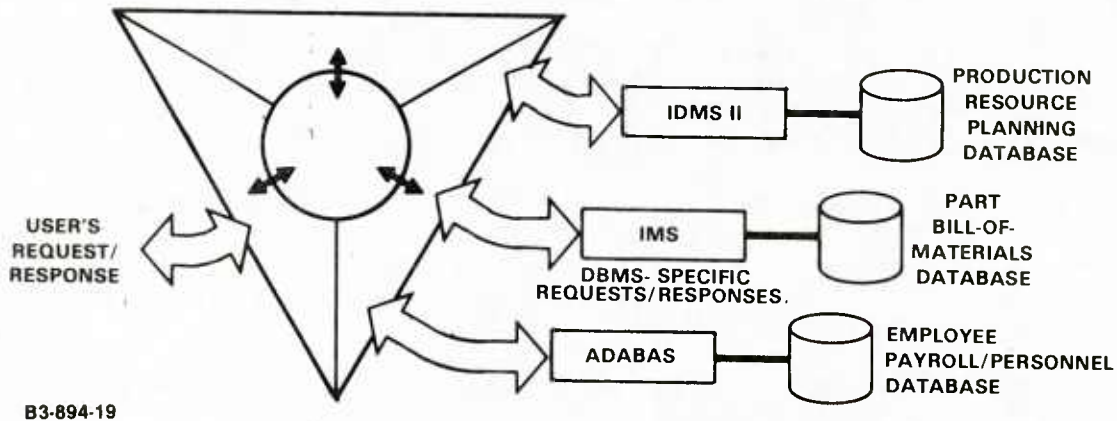 USER'S
REQUEST/
RESPONSE
IDMS II
PRODUCTION
RESOURCE
PLANNING
DATABASE
IMS
DBMS- SPECIFIC
REQUESTS/RESPONSES.
PART
BILL-OF-
MATERIALS
DATABASE
ADABAS
EMPLOYEE
PAYROLL/PERSONNEL
DATABASE
B3-894-19